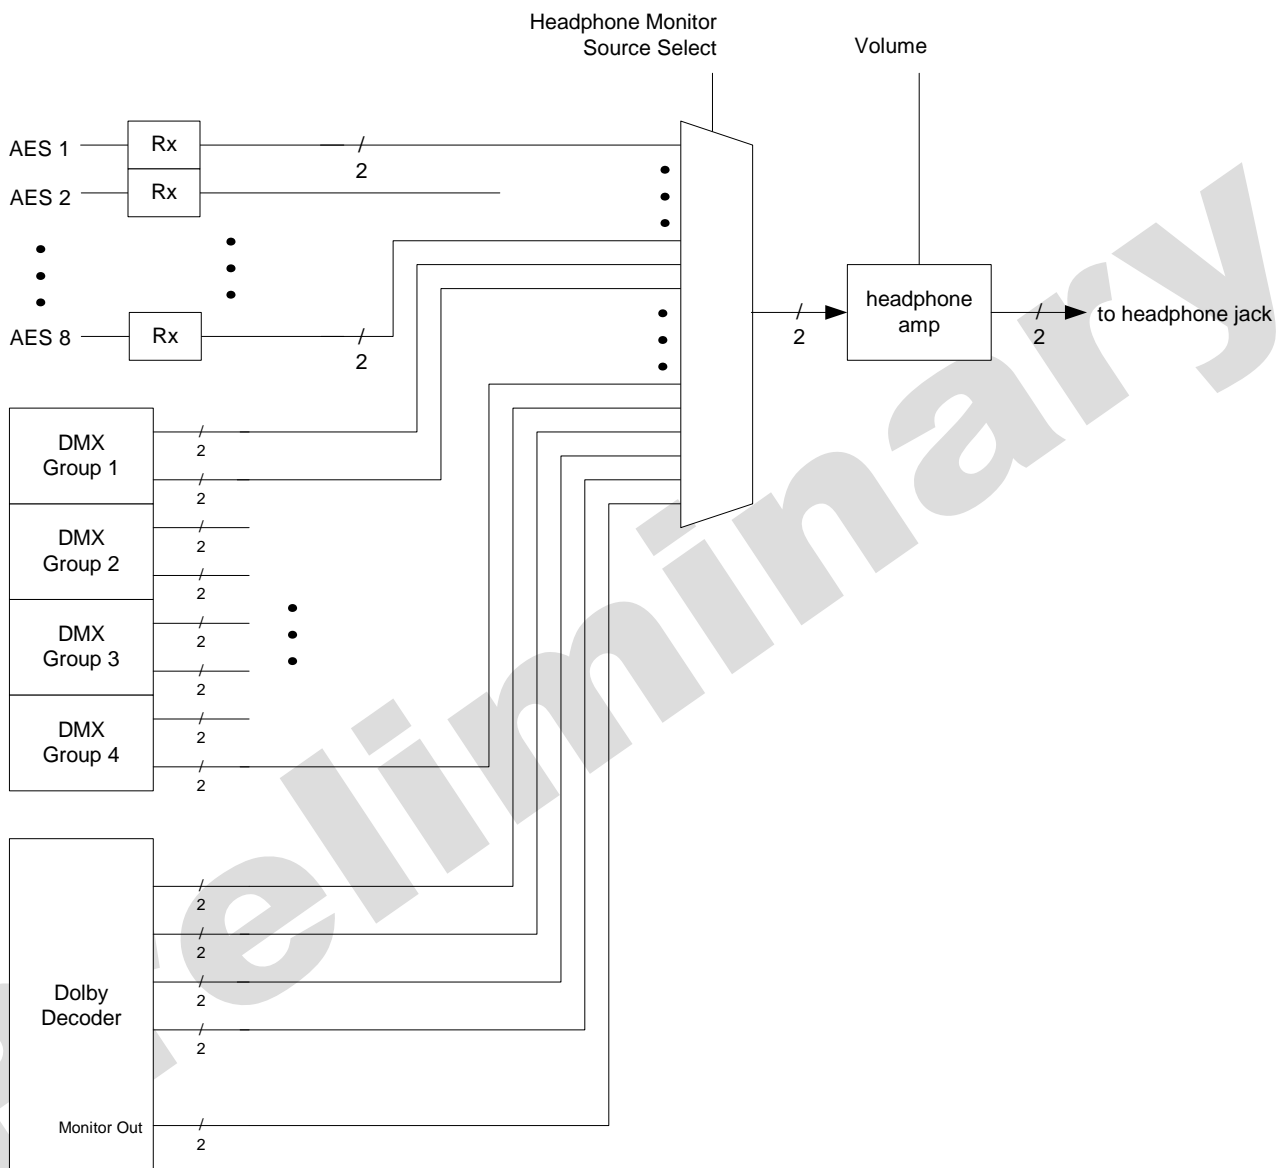 Headphone Monitor
Source Select
Volume
AES 1
Rx
2
AES 2
Rx
AES 8
Rx
2
2
headphone
amp
2
to headphone jack
DMX
Group 1
2
2
DMX
Group 2
2
2
DMX
Group 3
2
2
DMX
Group 4
2
2
Dolby
Decoder
2
2
2
2
Monitor Out
2
Preliminary